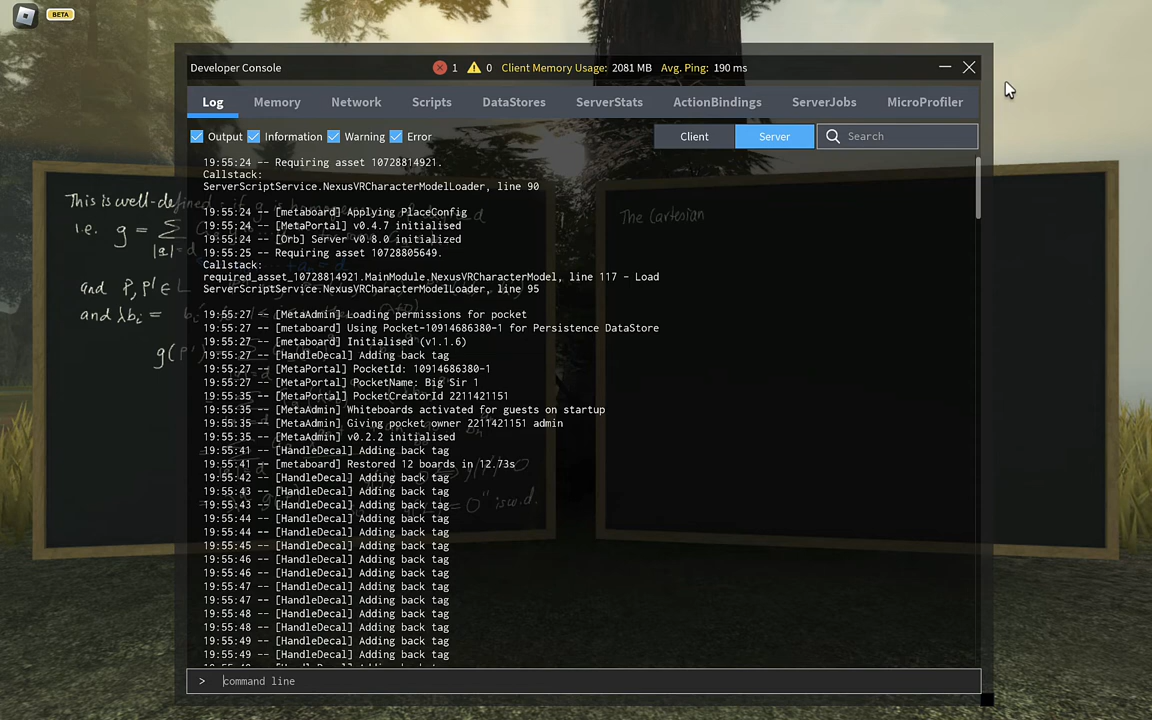 BETA
Developer Console
1 0 Client Memory Usage: 2081 MB Avg. Ping: 190 ms
Log Memory Network Scripts DataStores ServerStats ActionBindings ServerJobs MicroProfiler
Output Information Warning Error Client Server Search
19:55:24 -- Requiring asset 10728814921.
Callstack:
ServerScriptService.NexusVRCharacterModelLoader, line 90
19:55:24 -- [metaboard] Applying PlaceConfig
19:55:24 -- [MetaPortal] v0.4.7 initialised
19:55:24 -- [Orb] Server v0.8.0 initialized
19:55:25 -- Requiring asset 10728805649.
Callstack:
required_asset_10728814921.MainModule.NexusVRCharacterModel, line 117 - Load
ServerScriptService.NexusVRCharacterModelLoader, line 95
19:55:27 -- [MetaAdmin] Loading permissions for pocket
19:55:27 -- [metaboard] Using Pocket-10914686380-1 for Persistence DataStore
19:55:27 -- [metaboard] Initialised (v1.1.6)
19:55:27 -- [HandleDecal] Adding back tag
19:55:27 -- [MetaPortal] PocketId: 10914686380-1
19:55:27 -- [MetaPortal] PocketName: Big Sir 1
19:55:35 -- [MetaPortal] PocketCreatorId 2211421151
19:55:35 -- [MetaAdmin] Whiteboards activated for guests on startup
19:55:35 -- [MetaAdmin] Giving pocket owner 2211421151 admin
19:55:35 -- [MetaAdmin] v0.2.2 initialised
19:55:41 -- [HandleDecal] Adding back tag
19:55:41 -- [metaboard] Restored 12 boards in 12.73s
19:55:42 -- [HandleDecal] Adding back tag
19:55:43 -- [HandleDecal] Adding back tag
19:55:43 -- [HandleDecal] Adding back tag
19:55:44 -- [HandleDecal] Adding back tag
19:55:44 -- [HandleDecal] Adding back tag
19:55:45 -- [HandleDecal] Adding back tag
19:55:46 -- [HandleDecal] Adding back tag
19:55:46 -- [HandleDecal] Adding back tag
19:55:47 -- [HandleDecal] Adding back tag
19:55:47 -- [HandleDecal] Adding back tag
19:55:48 -- [HandleDecal] Adding back tag
19:55:48 -- [HandleDecal] Adding back tag
19:55:49 -- [HandleDecal] Adding back tag
19:55:49 -- [HandleDecal] Adding back tag
> command line
This is well-defined: if g is
i.e. g = Σ
|α|=d
and P, P' ∈ L
and λbᵢ = b
g(P')
The Cartesian